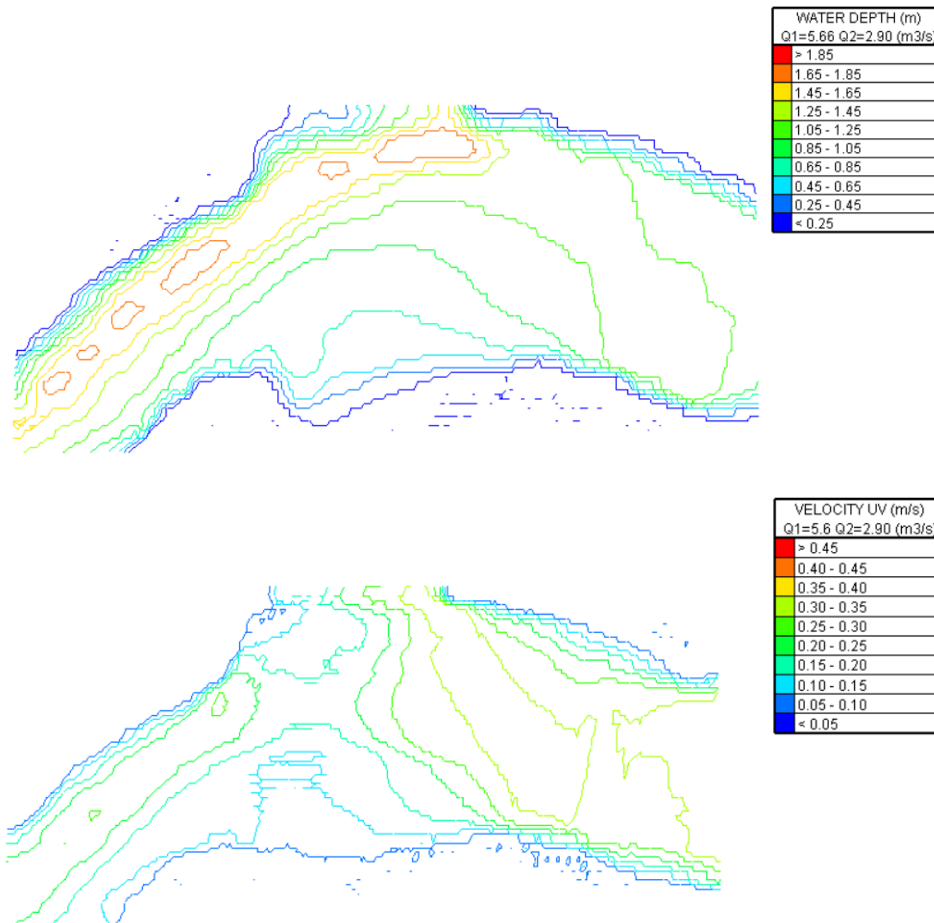 WATER DEPTH (m)
Q1=5.66 Q2=2.90 (m3/s)
> 1.85
1.65 - 1.85
1.45 - 1.65
1.25 - 1.45
1.05 - 1.25
0.85 - 1.05
0.65 - 0.85
0.45 - 0.65
0.25 - 0.45
< 0.25
VELOCITY UV (m/s)
Q1=5.6 Q2=2.90 (m3/s)
> 0.45
0.40 - 0.45
0.35 - 0.40
0.30 - 0.35
0.25 - 0.30
0.20 - 0.25
0.15 - 0.20
0.10 - 0.15
0.05 - 0.10
< 0.05